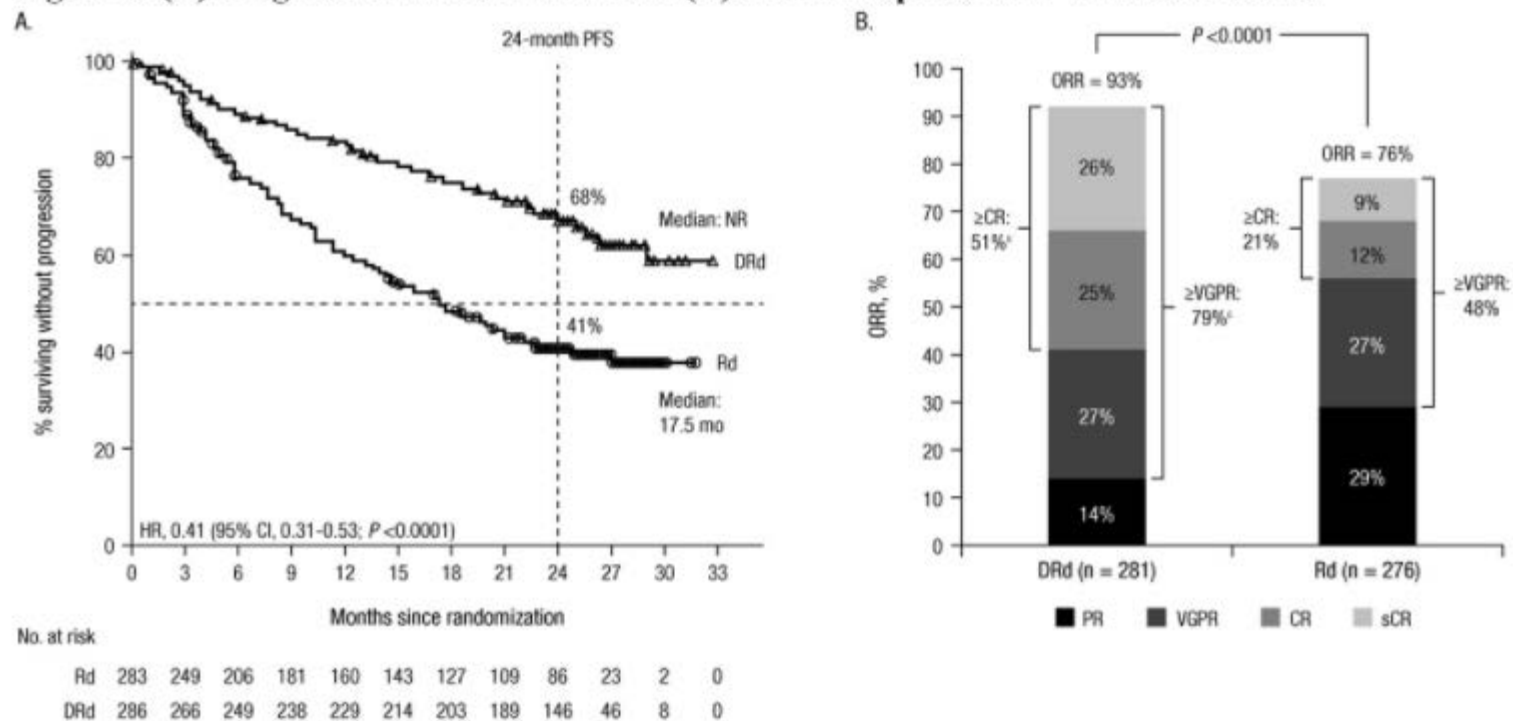 A.
24-month PFS
100
80
60
40
20
0
% surviving without progression
68%
Median: NR
DRd
41%
Rd
Median:
17.5 mo
HR, 0.41 (95% CI, 0.31-0.53; P <0.0001)
0 3 6 9 12 15 18 21 24 27 30 33
Months since randomization
No. at risk
Rd 283 249 206 181 160 143 127 109 86 23 2 0
DRd 286 266 249 238 229 214 203 189 146 46 8 0
B.
P <0.0001
ORR = 93%
ORR = 76%
100
90
80
70
60
50
40
30
20
10
0
ORR, %
≥CR:
51%
26%
25%
27%
14%
≥VGPR:
79%
≥CR:
21%
9%
12%
27%
29%
≥VGPR:
48%
DRd (n = 281)
Rd (n = 276)
PR VGPR CR sCR